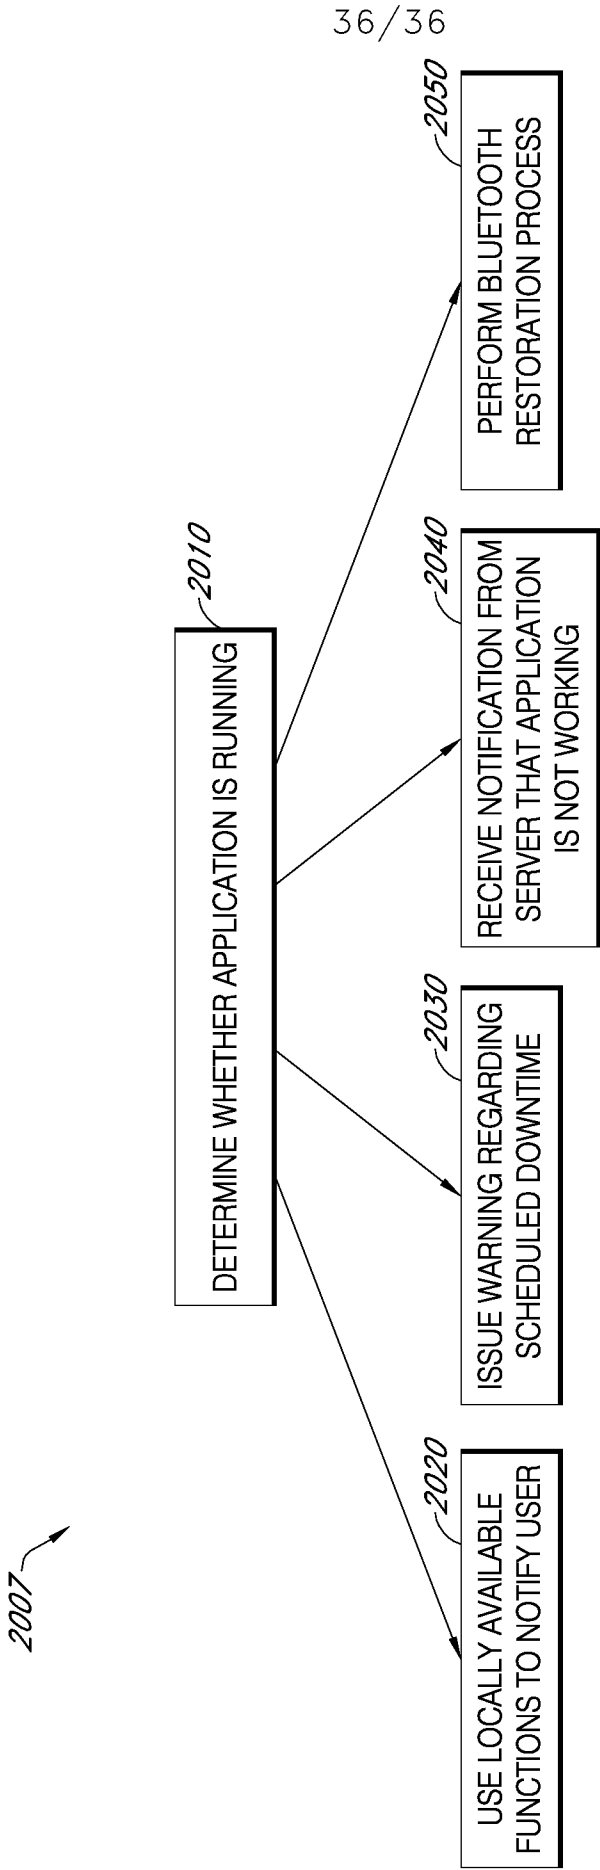 36/36
2007
2010
DETERMINE WHETHER APPLICATION IS RUNNING
2020
USE LOCALLY AVAILABLE
FUNCTIONS TO NOTIFY USER
2030
ISSUE WARNING REGARDING
SCHEDULED DOWNTIME
2040
RECEIVE NOTIFICATION FROM
SERVER THAT APPLICATION
IS NOT WORKING
2050
PERFORM BLUETOOTH
RESTORATION PROCESS